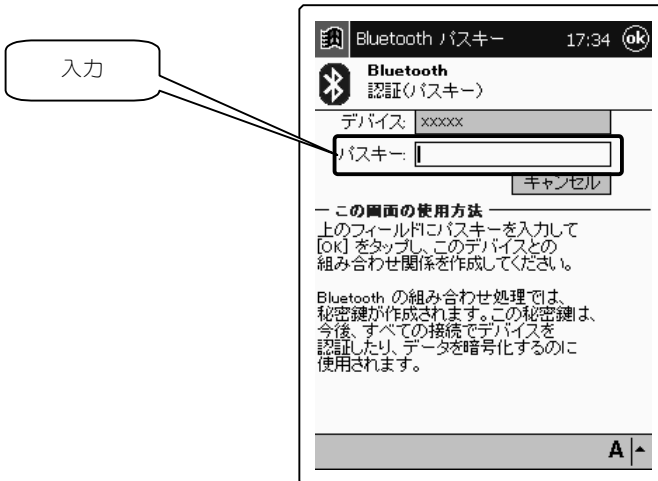 入力
Bluetooth パスキー 17:34 ok
Bluetooth
認証(パスキー)
デバイス: xxxxx
パスキー:
キャンセル
この画面の使用方法
上のフィールドにパスキーを入力して
[OK] をタップし、このデバイスとの
組み合わせ関係を作成してください。
Bluetooth の組み合わせ処理では、
秘密鍵が作成されます。この秘密鍵は、
今後、すべての接続でデバイスを
認証したり、データを暗号化するのに
使用されます。
A